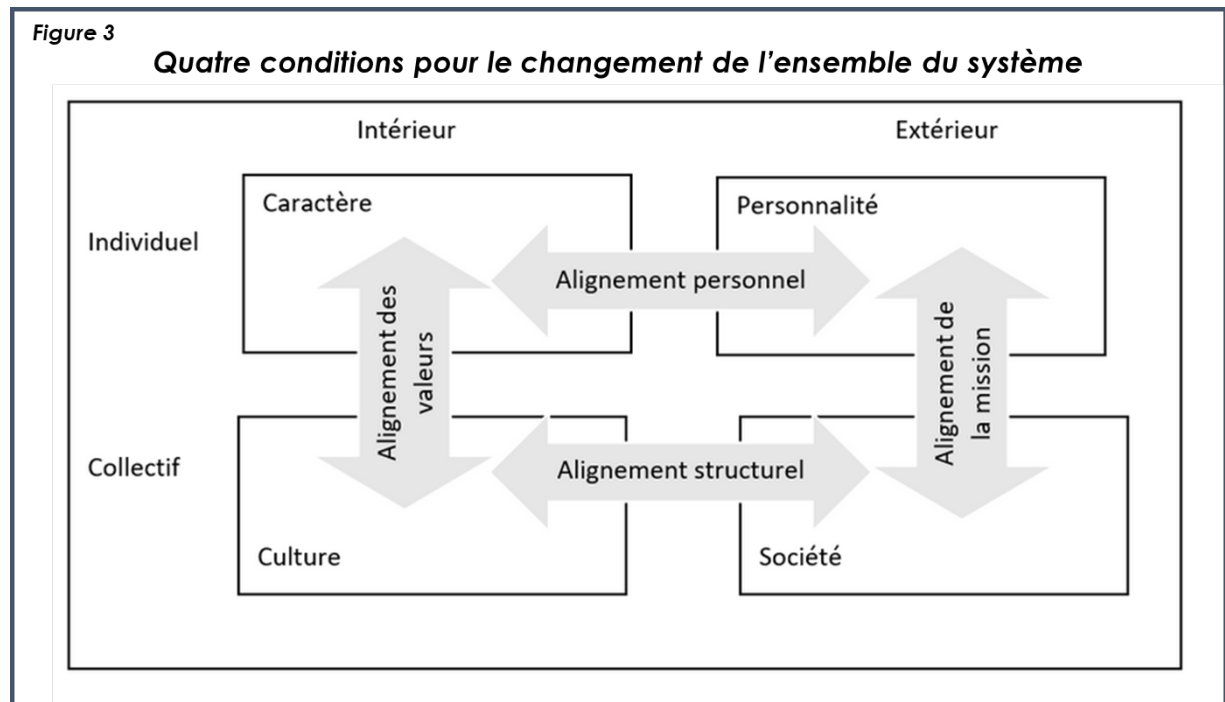 Figure 3
Quatre conditions pour le changement de l’ensemble du système
Intérieur
Extérieur
Individuel
Caractère
Personnalité
Alignement personnel
Alignement des
valeurs
Alignement de
la mission
Collectif
Alignement structurel
Culture
Société